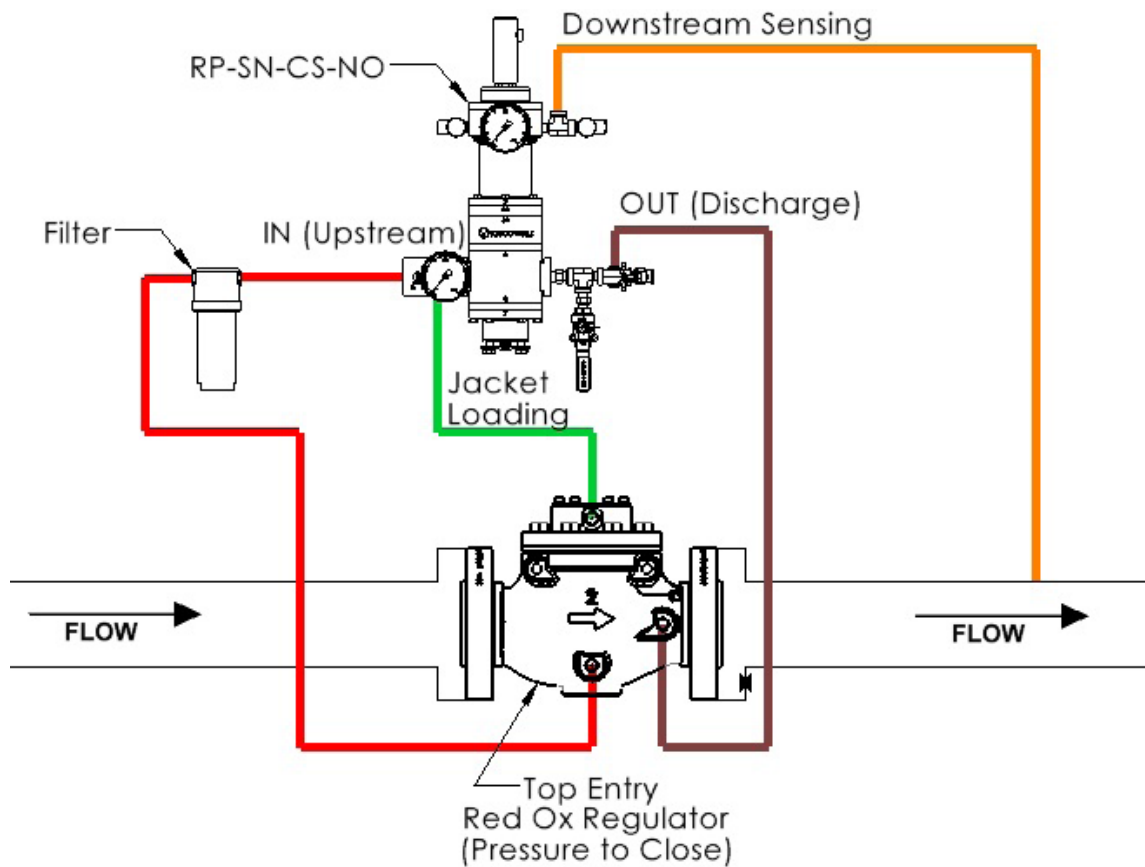 Downstream Sensing
RP-SN-CS-NO
OUT (Discharge)
IN (Upstream)
Filter
Jacket
Loading
FLOW
FLOW
Top Entry
Red Ox Regulator
(Pressure to Close)